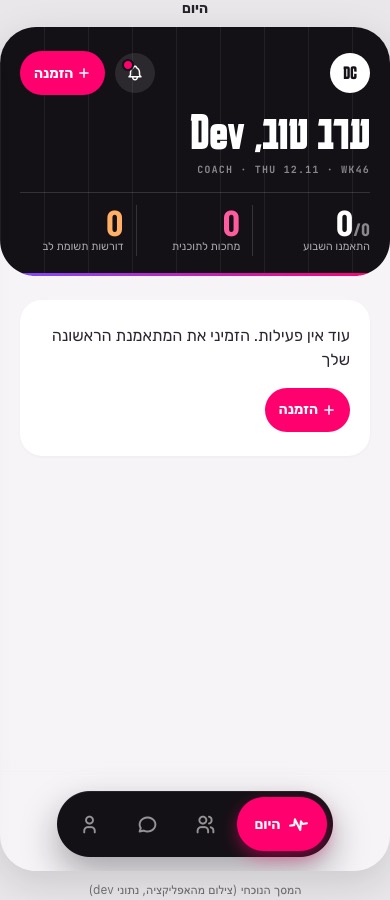 היום
DC
+ הזמנה
ערב טוב, Dev
COACH · THU 12.11 · WK46
0/0
התאמנו השבוע
0
מחכות לתוכנית
0
דורשות תשומת לב
עוד אין פעילות. הזמיני את המתאמנת הראשונה
שלך
+ הזמנה
היום
המסך הנוכחי (צילום מהאפליקציה, נתוני dev)